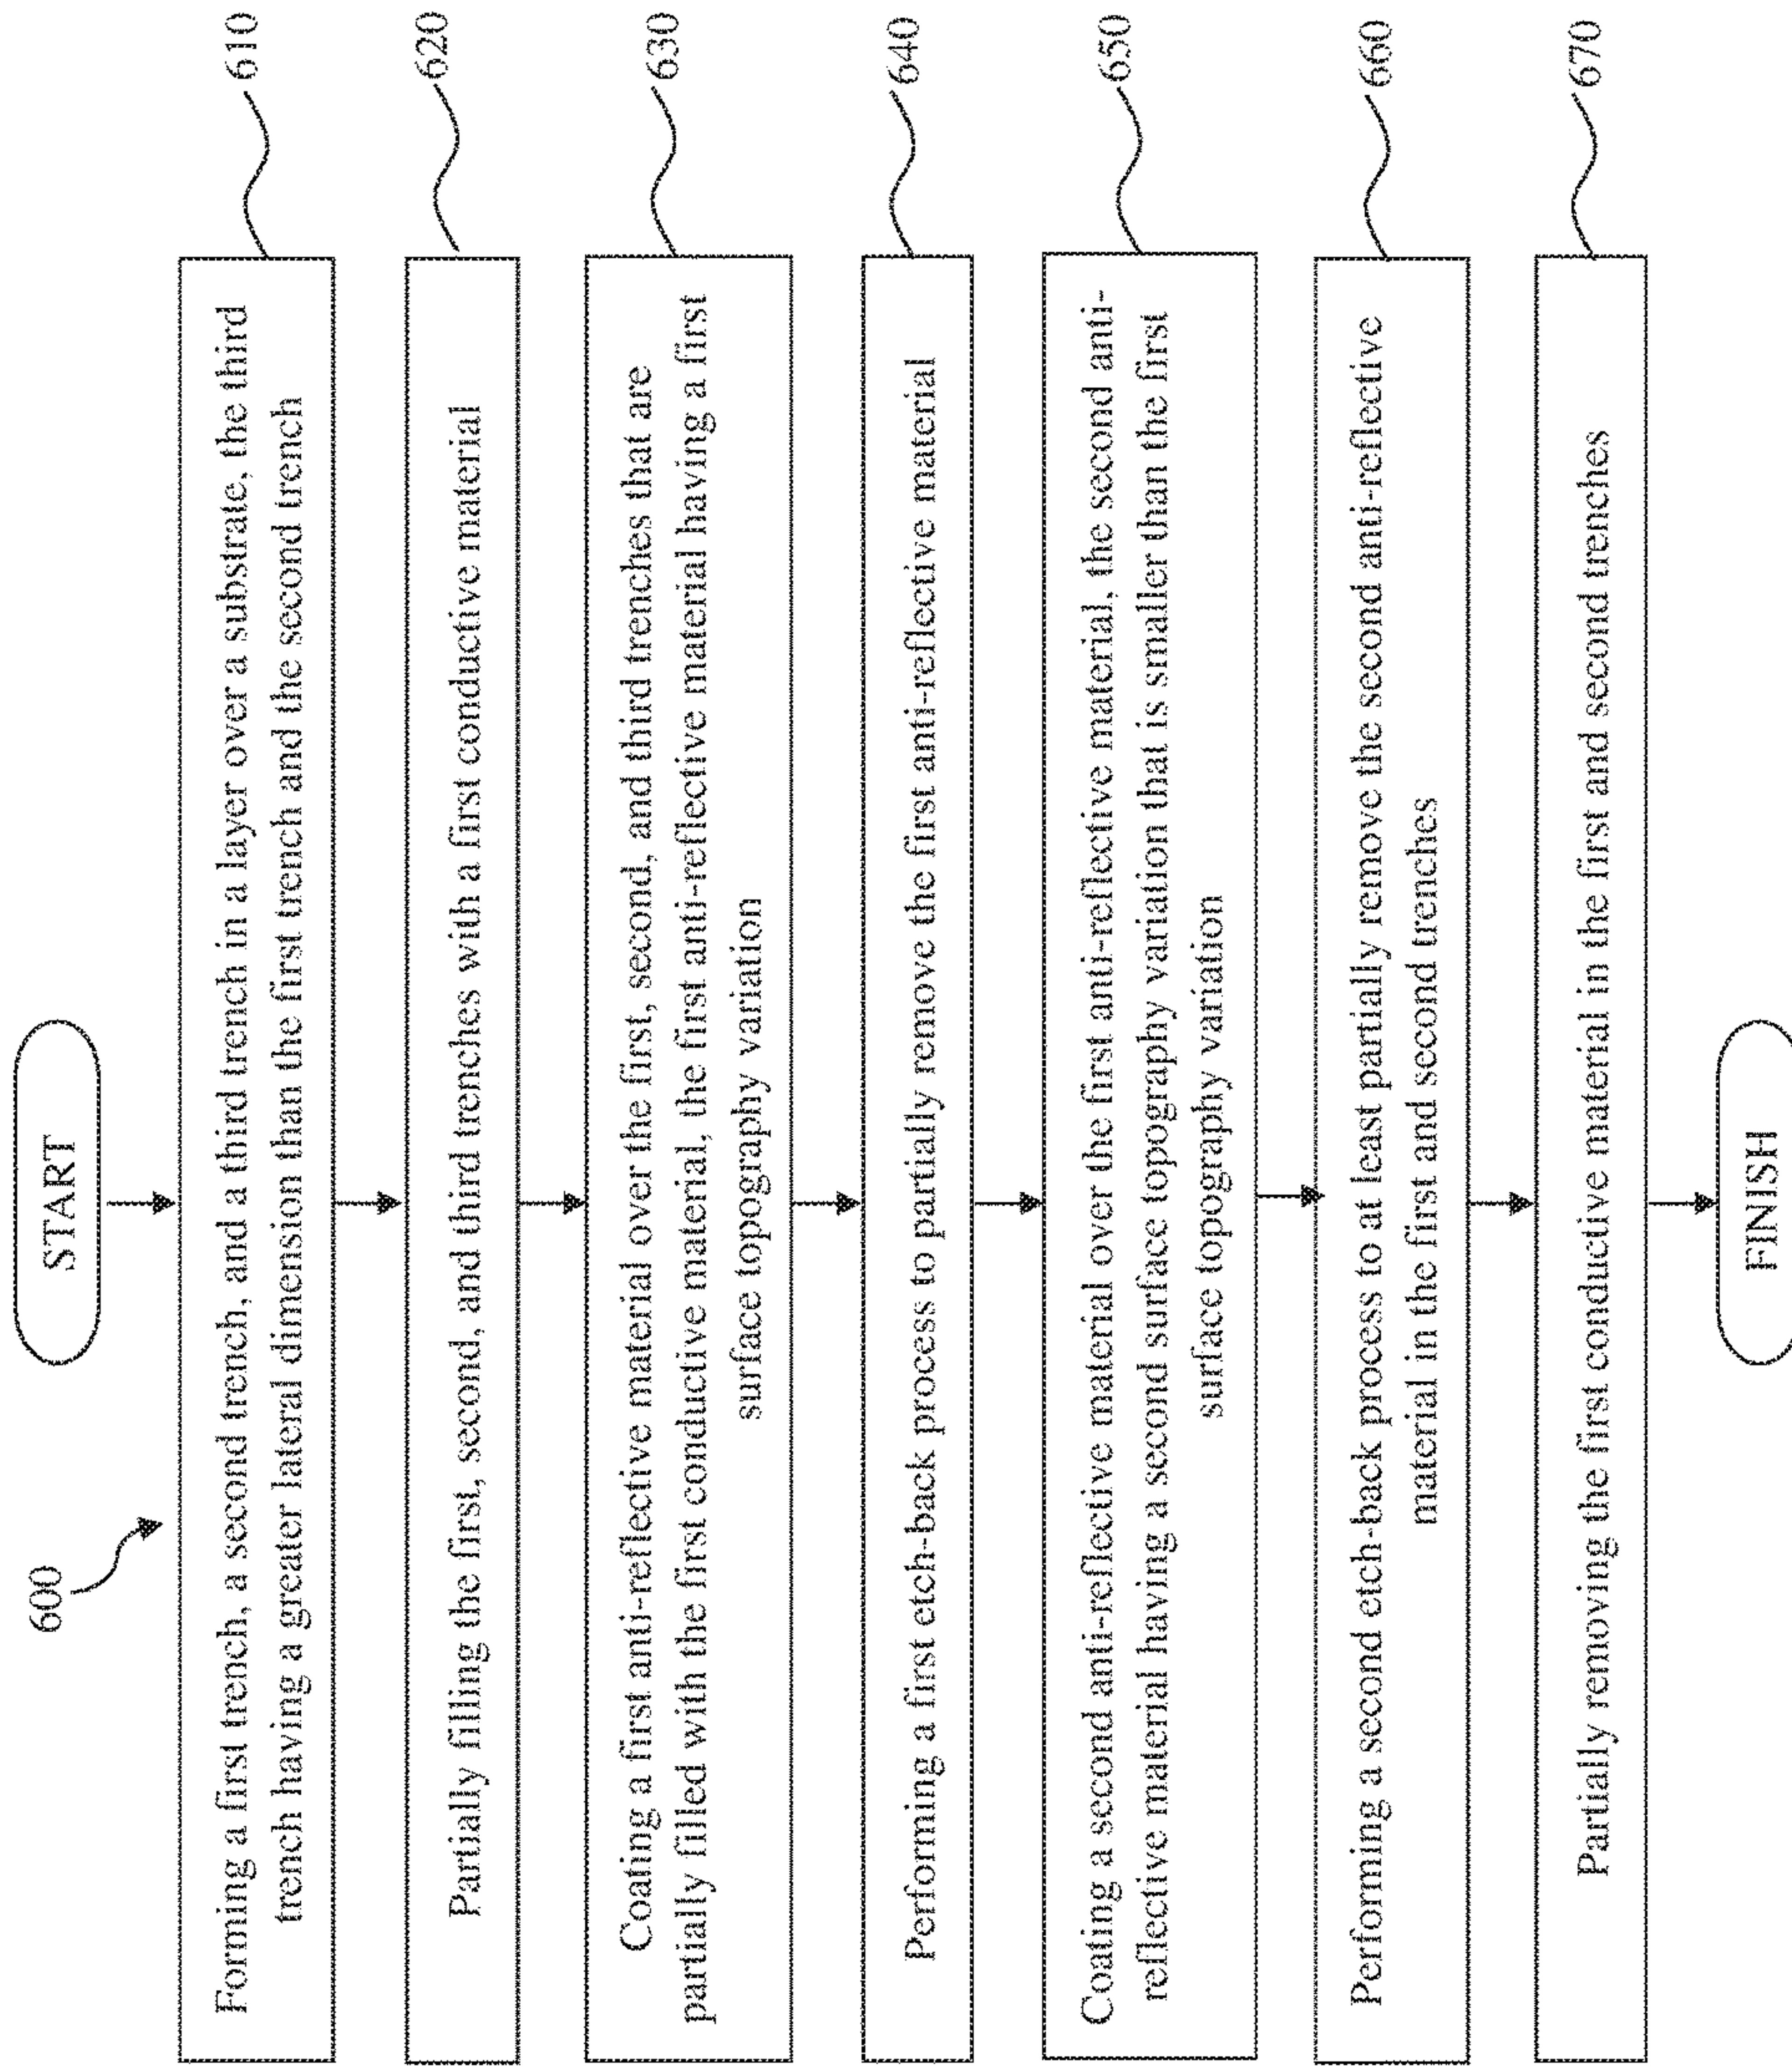 600
START
Forming a first trench, a second trench, and a third trench in a layer over a substrate, the third
trench having a greater lateral dimension than the first trench and the second trench
610
Partially filling the first, second, and third trenches with a first conductive material
620
Coating a first anti-reflective material over the first, second, and third trenches that are
partially filled with the first conductive material, the first anti-reflective material having a first
surface topography variation
630
Performing a first etch-back process to partially remove the first anti-reflective material
640
Coating a second anti-reflective material over the first anti-reflective material, the second anti-
reflective material having a second surface topography variation that is smaller than the first
surface topography variation
650
Performing a second etch-back process to at least partially remove the second anti-reflective
material in the first and second trenches
660
Partially removing the first conductive material in the first and second trenches
670
FINISH